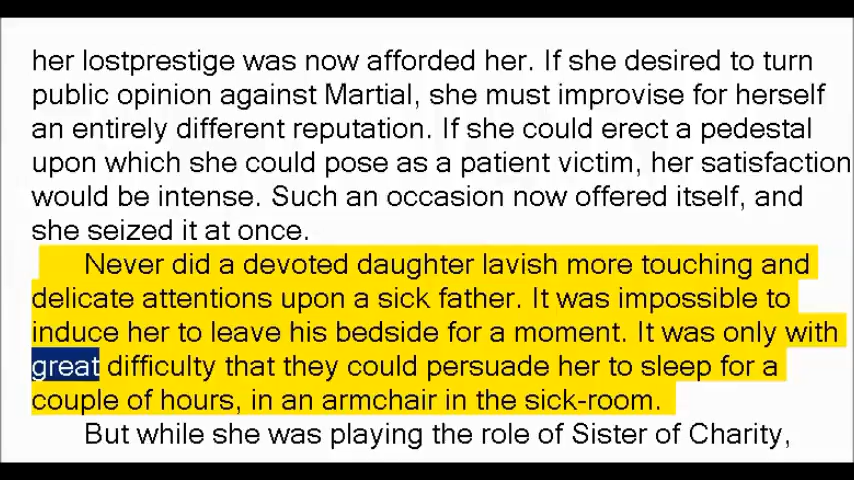 her lostprestige was now afforded her. If she desired to turn
public opinion against Martial, she must improvise for herself
an entirely different reputation. If she could erect a pedestal
upon which she could pose as a patient victim, her satisfaction
would be intense. Such an occasion now offered itself, and
she seized it at once.
Never did a devoted daughter lavish more touching and
delicate attentions upon a sick father. It was impossible to
induce her to leave his bedside for a moment. It was only with
great difficulty that they could persuade her to sleep for a
couple of hours, in an armchair in the sick-room.
But while she was playing the role of Sister of Charity,